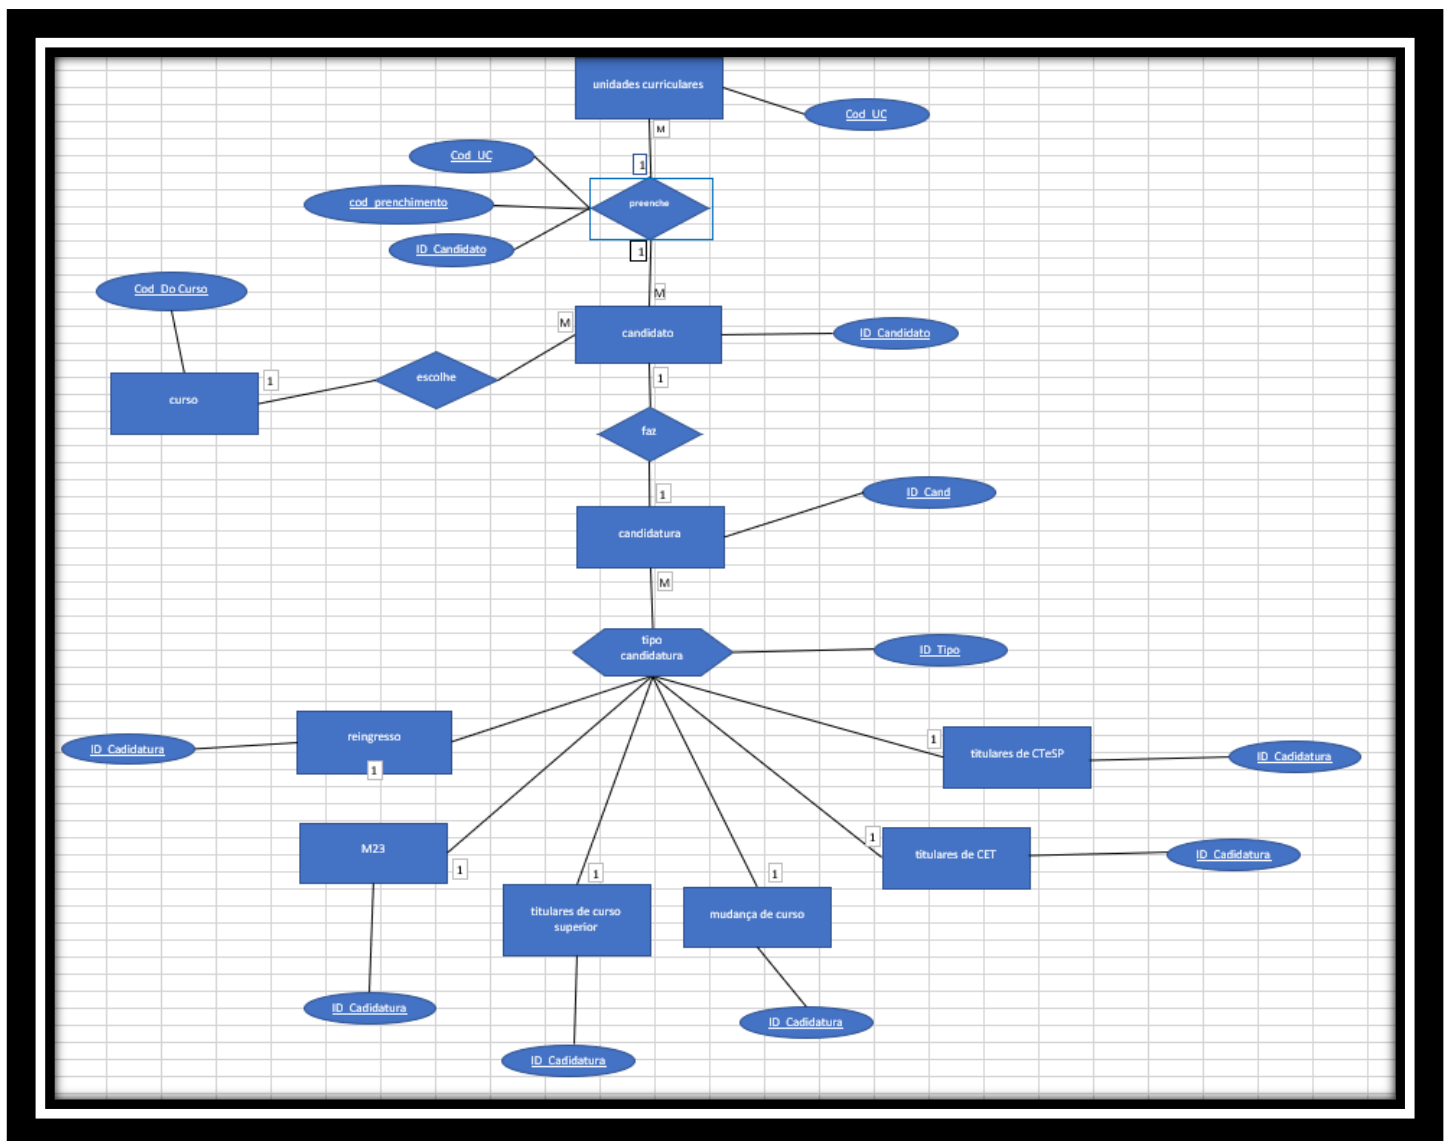 unidades curriculares
Cod_UC
M
Cod_UC
1
cod_prenchimento
preenche
ID_Candidato
1
Cod_Do Curso
M
M
candidato
ID_Candidato
1
escolhe
1
curso
faz
1
ID_Cand
candidatura
M
tipo
candidatura
ID_Tipo
reingresso
1
ID_Cadidatura
1
titulares de CTeSP
ID_Cadidatura
M23
1
1
titulares de CET
ID_Cadidatura
1
1
titulares de curso
superior
mudança de curso
ID_Cadidatura
ID_Cadidatura
ID_Cadidatura